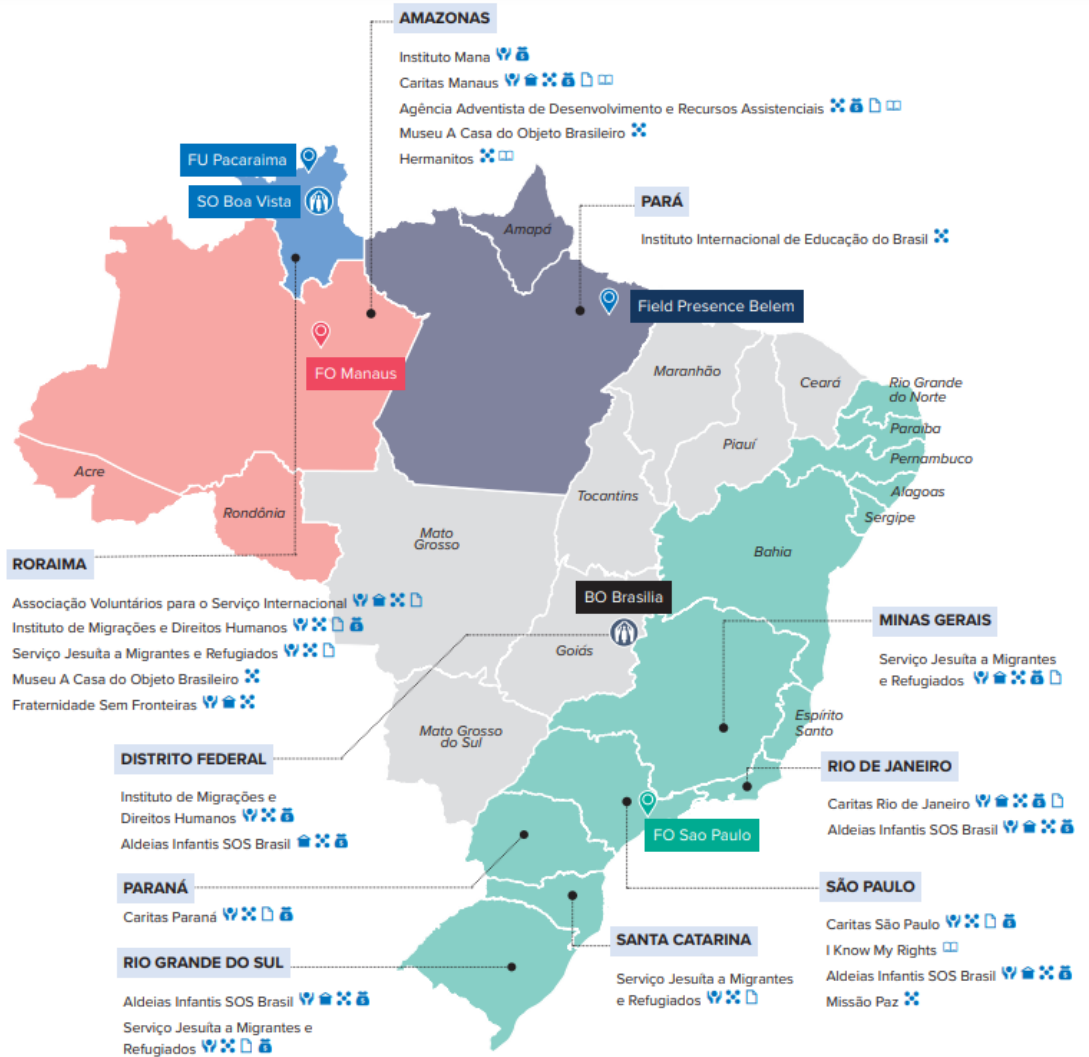 AMAZONAS
Instituto Mana
Caritas Manaus
Agência Adventista de Desenvolvimento e Recursos Assistenciais
Museu A Casa do Objeto Brasileiro
Hermanitos
FU Pacaraima
SO Boa Vista
PARÁ
Instituto Internacional de Educação do Brasil
Amapá
Field Presence Belem
FO Manaus
Maranhão
Ceará
Rio Grande
do Norte
Paraíba
Piauí
Pernambuco
Acre
Rondônia
Tocantins
Alagoas
Sergipe
Mato
Grosso
Bahia
RORAIMA
Associação Voluntários para o Serviço Internacional
Instituto de Migrações e Direitos Humanos
Serviço Jesuíta a Migrantes e Refugiados
Museu A Casa do Objeto Brasileiro
Fraternidade Sem Fronteiras
BO Brasilia
Goiás
MINAS GERAIS
Serviço Jesuíta a Migrantes
e Refugiados
Mato Grosso
do Sul
Espírito
Santo
DISTRITO FEDERAL
Instituto de Migrações e
Direitos Humanos
Aldeias Infantis SOS Brasil
RIO DE JANEIRO
Caritas Rio de Janeiro
Aldeias Infantis SOS Brasil
FO Sao Paulo
PARANÁ
Caritas Paraná
SÃO PAULO
Caritas São Paulo
I Know My Rights
Aldeias Infantis SOS Brasil
Missão Paz
SANTA CATARINA
Serviço Jesuíta a Migrantes
e Refugiados
RIO GRANDE DO SUL
Aldeias Infantis SOS Brasil
Serviço Jesuíta a Migrantes e
Refugiados